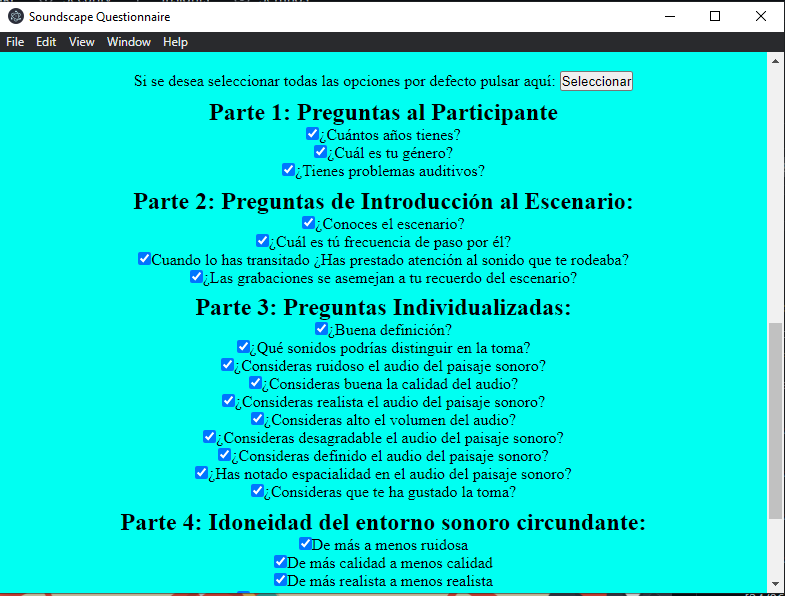 Soundscape Questionnaire
File Edit View Window Help
Si se desea seleccionar todas las opciones por defecto pulsar aquí: Seleccionar
Parte 1: Preguntas al Participante
¿Cuántos años tienes?
¿Cuál es tu género?
¿Tienes problemas auditivos?
Parte 2: Preguntas de Introducción al Escenario:
¿Conoces el escenario?
¿Cuál es tú frecuencia de paso por él?
Cuando lo has transitado ¿Has prestado atención al sonido que te rodeaba?
¿Las grabaciones se asemejan a tu recuerdo del escenario?
Parte 3: Preguntas Individualizadas:
¿Buena definición?
¿Qué sonidos podrías distinguir en la toma?
¿Consideras ruidoso el audio del paisaje sonoro?
¿Consideras buena la calidad del audio?
¿Consideras realista el audio del paisaje sonoro?
¿Consideras alto el volumen del audio?
¿Consideras desagradable el audio del paisaje sonoro?
¿Consideras definido el audio del paisaje sonoro?
¿Has notado espacialidad en el audio del paisaje sonoro?
¿Consideras que te ha gustado la toma?
Parte 4: Idoneidad del entorno sonoro circundante:
De más a menos ruidosa
De más calidad a menos calidad
De más realista a menos realista